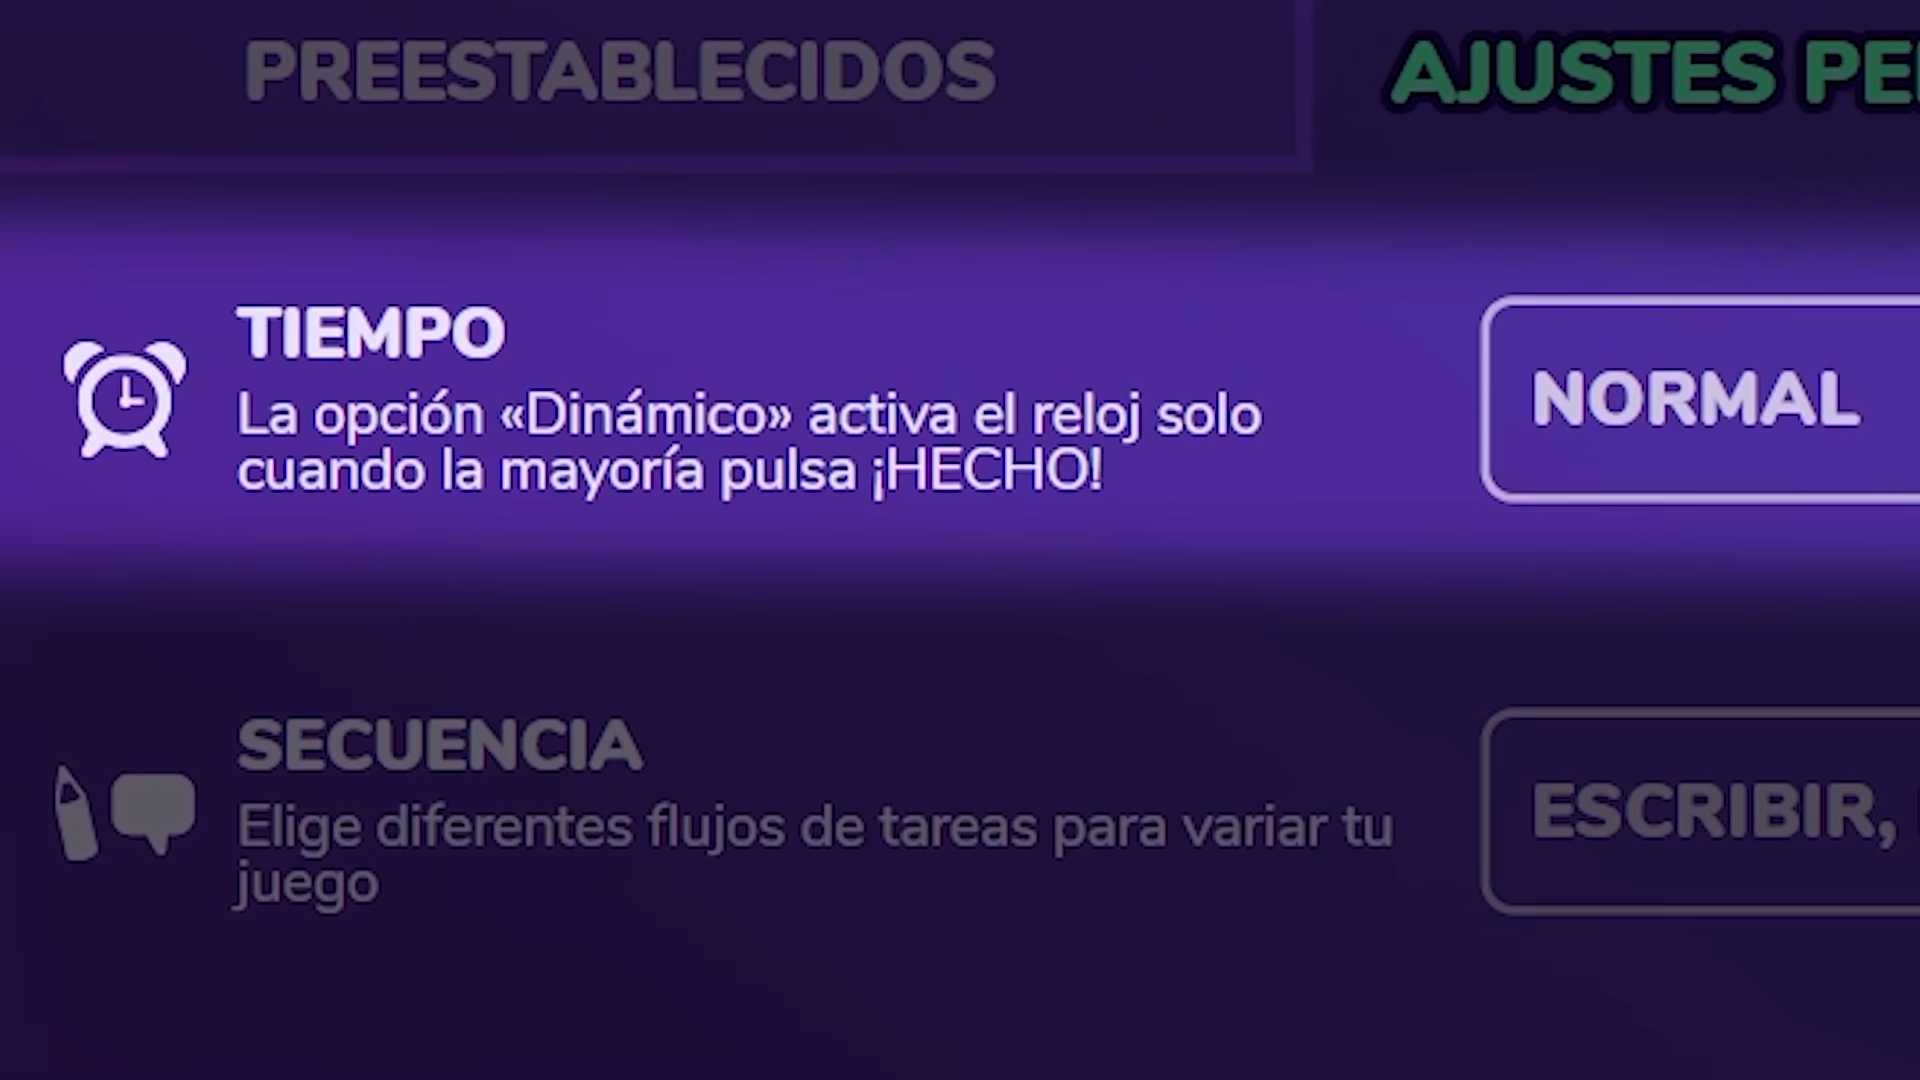 PREESTABLECIDOS
AJUSTES
TIEMPO
La opción «Dinámico» activa el reloj solo
cuando la mayoría pulsa ¡HECHO!
NORMAL
SECUENCIA
Elige diferentes flujos de tareas para variar tu
juego
ESCRIBIR,